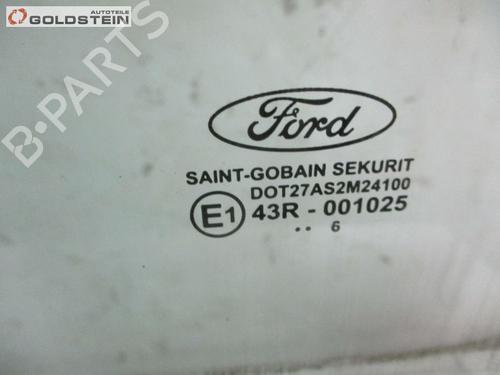 AUTOTEILE
GOLDSTEIN
B-PARTS
Ford
SAINT-GOBAIN SEKURIT
DOT27AS2M24100
E1 43R - 001025
.. 6